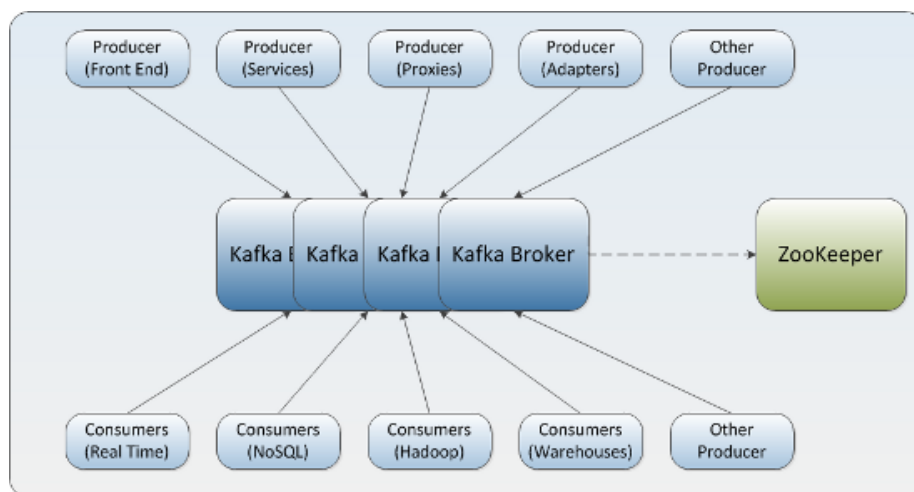 Producer
(Front End)
Producer
(Services)
Producer
(Proxies)
Producer
(Adapters)
Other
Producer
Kafka
Kafka
Kafka
Kafka Broker
ZooKeeper
Consumers
(Real Time)
Consumers
(NoSQL)
Consumers
(Hadoop)
Consumers
(Warehouses)
Other
Producer